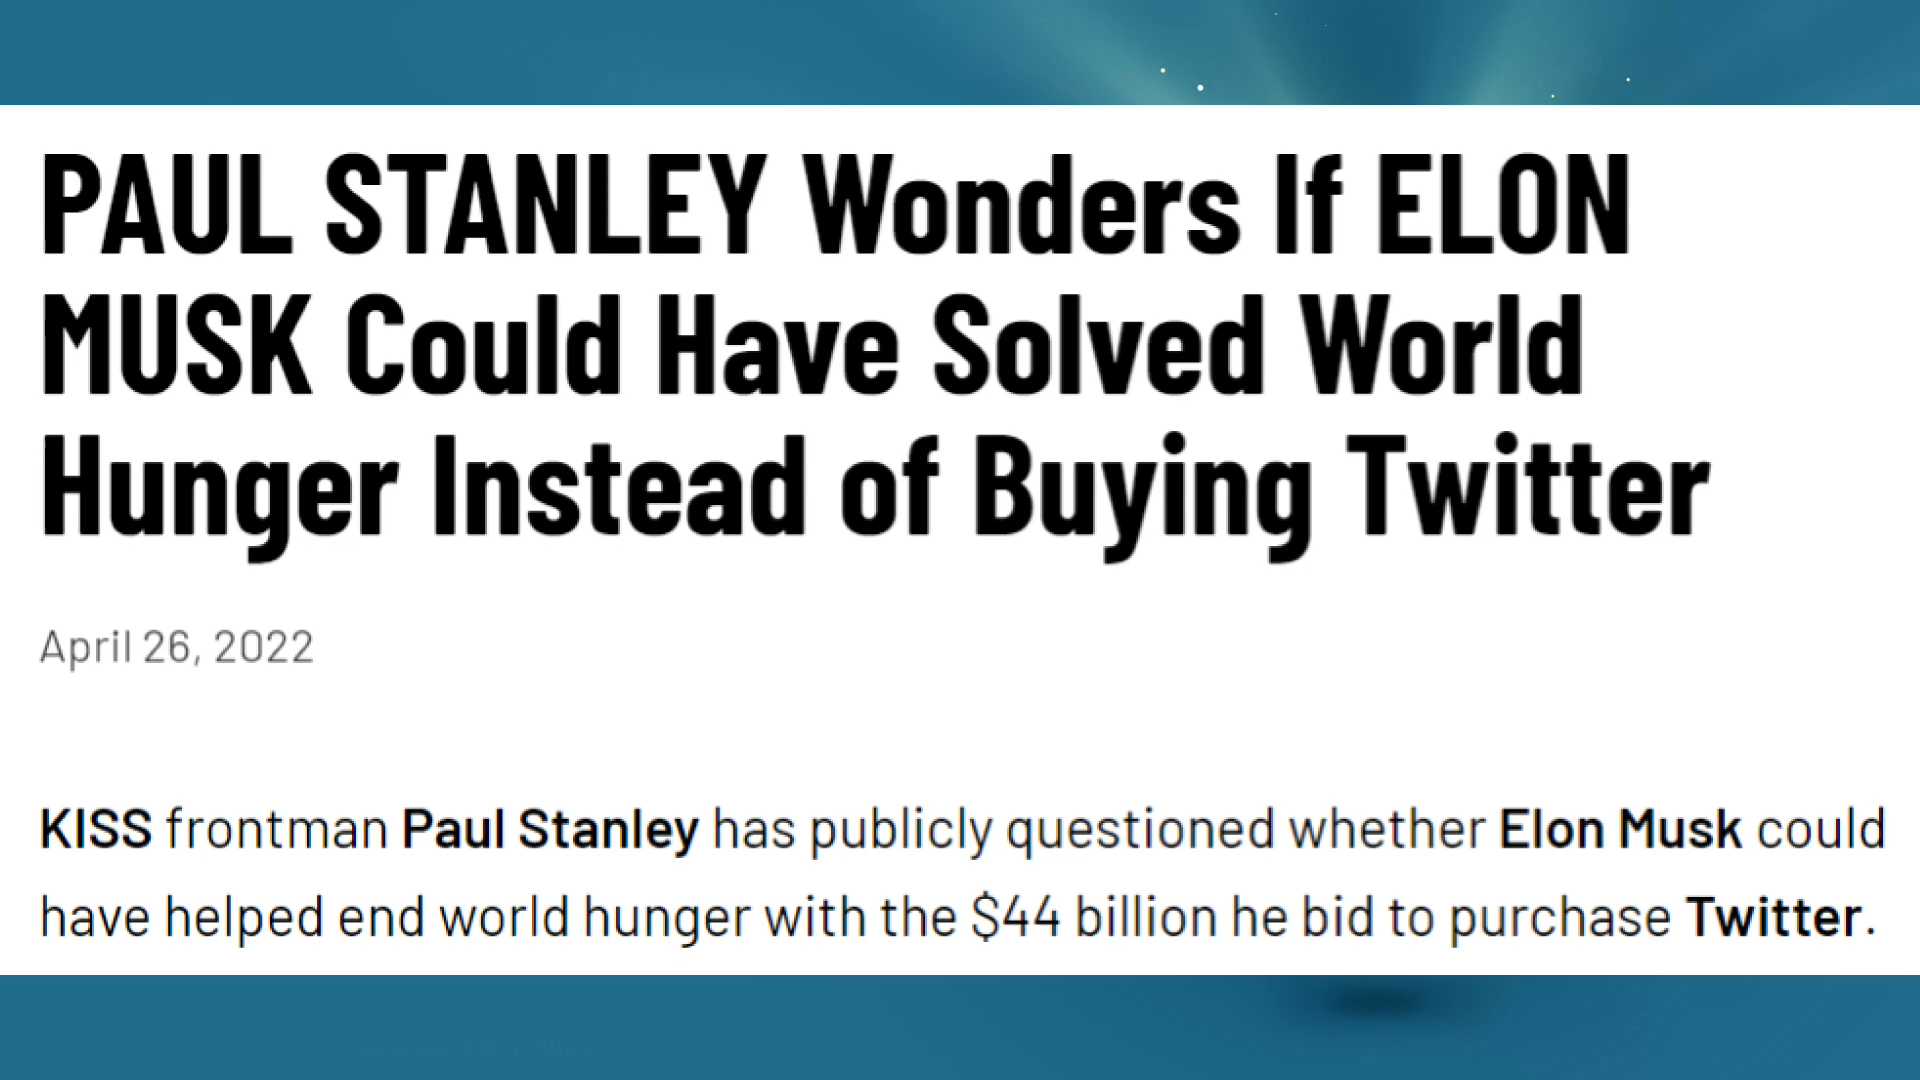 PAUL STANLEY Wonders If ELON
MUSK Could Have Solved World
Hunger Instead of Buying Twitter
April 26, 2022
KISS frontman Paul Stanley has publicly questioned whether Elon Musk could
have helped end world hunger with the $44 billion he bid to purchase Twitter.